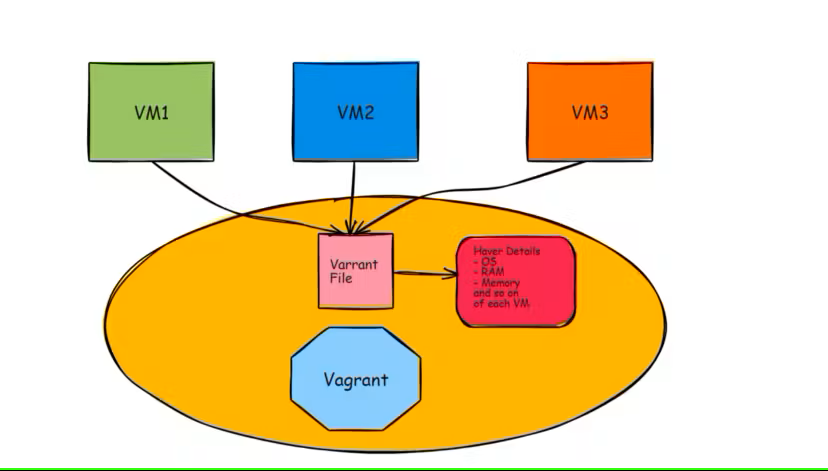 VM1
VM2
VM3
Varrant
File
Haver Details
- OS
- RAM
- Memory
and so on
of each VM
Vagrant